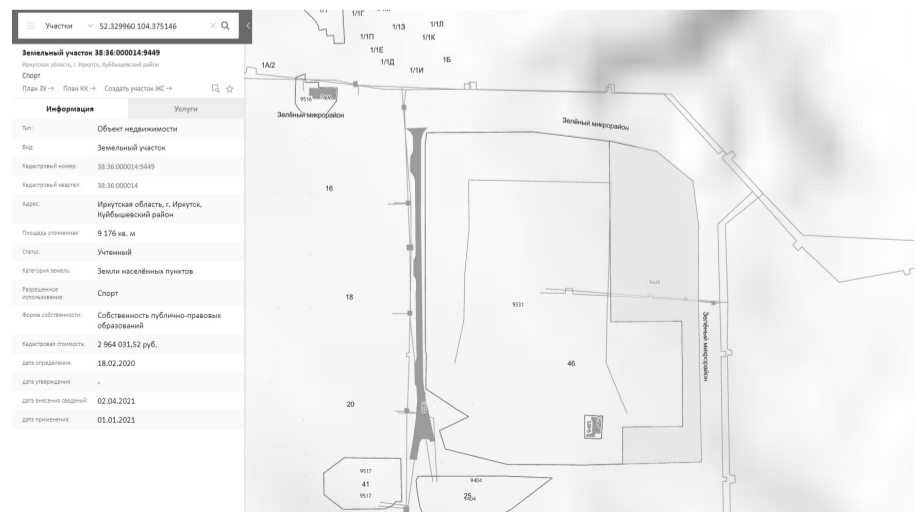 Участки 52.329960 104.375146
Земельный участок 38:36:000014:9449
Иркутская область, г. Иркутск, Куйбышевский район
Спорт
План ЗУ → План КК → Создать участок ЖС →
Информация Услуги
Тип: Объект недвижимости
Вид: Земельный участок
Кадастровый номер: 38:36:000014:9449
Кадастровый квартал: 38:36:000014
Адрес: Иркутская область, г. Иркутск,
Куйбышевский район
Площадь уточненная: 9 176 кв. м
Статус: Учтенный
Категория земель: Земли населённых пунктов
Разрешенное
использование: Спорт
Форма собственности: Собственность публично-правовых
образований
Кадастровая стоимость: 2 964 031,52 руб.
дата определения: 18.02.2020
дата утверждения: -
дата внесения сведений: 02.04.2021
дата применения: 01.01.2021
1/1Г
1/13 1/1Л
1/1П 1/1К
1/1Е
1/1Д 1Б
1/1И
1А/2
9516
Зелёный микрорайон
Зелёный микрорайон
16
9449
18
9331
Зелёный микрорайон
46
20
9485
9517
41
9517
9404
25
9404